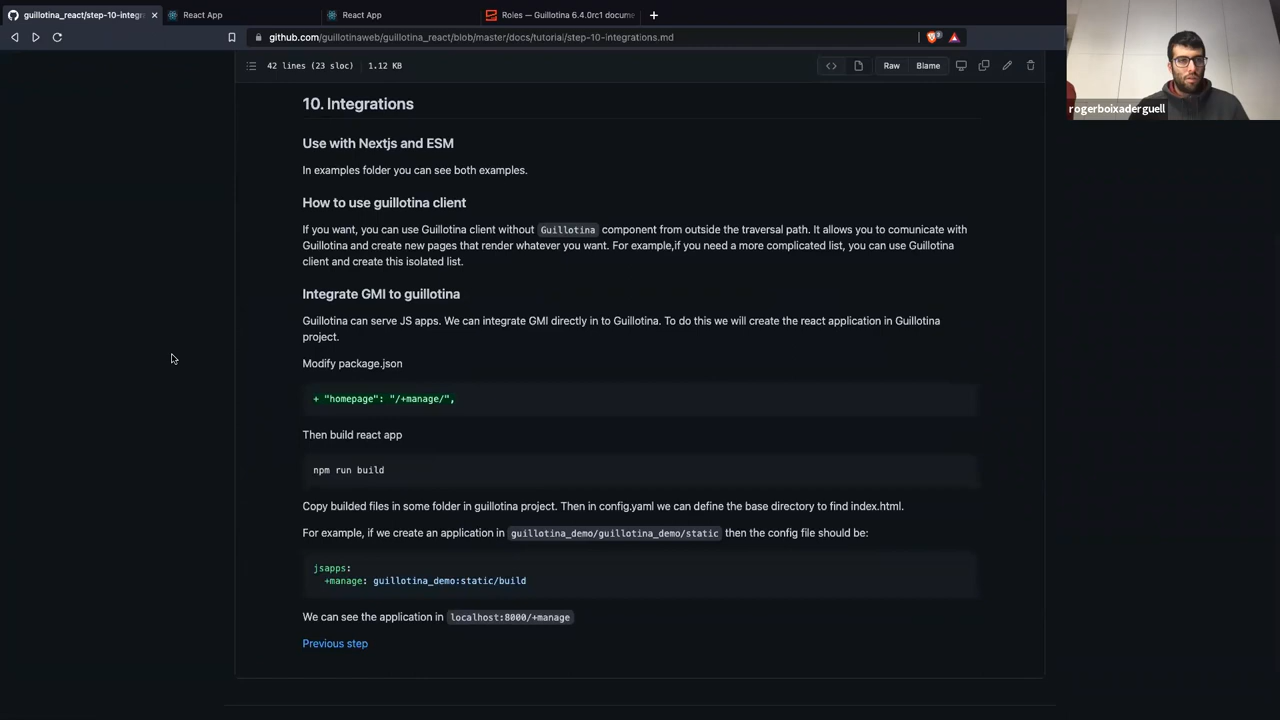 guillotina_react/step-10-integr
React App
React App
Roles — Guillotina 6.4.0rc1 docume
github.com/guillotinaweb/guillotina_react/blob/master/docs/tutorial/step-10-integrations.md
rogerboixaderguell
42 lines (23 sloc)
1.12 KB
Raw
Blame
10. Integrations
Use with Nextjs and ESM
In examples folder you can see both examples.
How to use guillotina client
If you want, you can use Guillotina client without Guillotina component from outside the traversal path. It allows you to comunicate with
Guillotina and create new pages that render whatever you want. For example,if you need a more complicated list, you can use Guillotina
client and create this isolated list.
Integrate GMI to guillotina
Guillotina can serve JS apps. We can integrate GMI directly in to Guillotina. To do this we will create the react application in Guillotina
project.
Modify package.json
+ "homepage": "/+manage/",
Then build react app
npm run build
Copy builded files in some folder in guillotina project. Then in config.yaml we can define the base directory to find index.html.
For example, if we create an application in guillotina_demo/guillotina_demo/static then the config file should be:
jsapps:
+manage: guillotina_demo:static/build
We can see the application in localhost:8000/+manage
Previous step